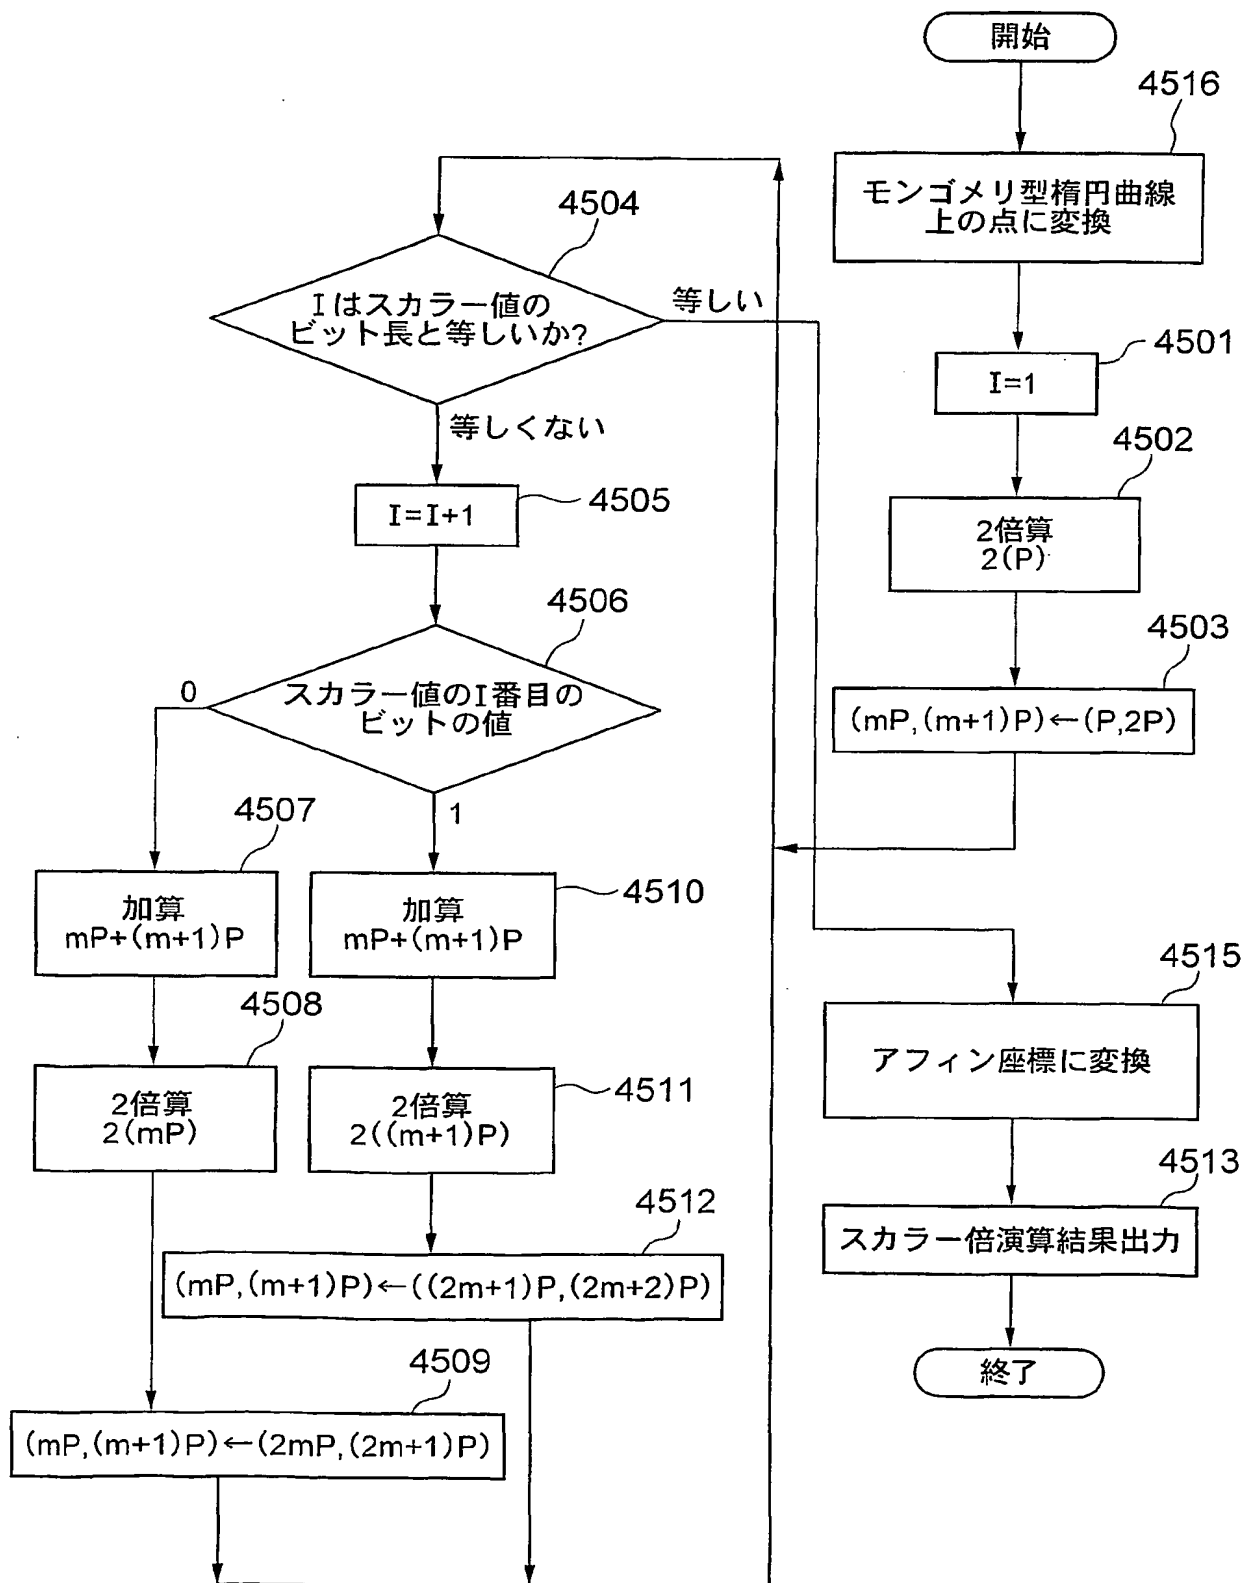 開始
4516
モンゴメリ型楕円曲線
上の点に変換
4501
I=1
4502
2倍算
2(P)
4503
(mP,(m+1)P)←(P,2P)
4504
Iはスカラー値の
ビット長と等しいか?
等しい
等しくない
4505
I=I+1
4506
スカラー値のI番目の
ビットの値
0
1
4507
加算
mP+(m+1)P
4508
2倍算
2(mP)
4509
(mP,(m+1)P)←(2mP,(2m+1)P)
4510
加算
mP+(m+1)P
4511
2倍算
2((m+1)P)
4512
(mP,(m+1)P)←((2m+1)P,(2m+2)P)
4515
アフィン座標に変換
4513
スカラー倍演算結果出力
終了